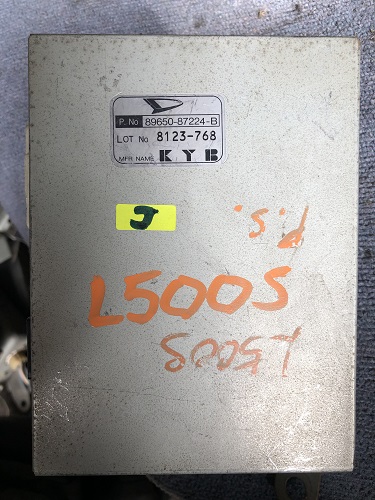 P. No 89650-87224-B
LOT No 8123-768
MFR NAME KYB
J
P.S.
L500S
L500S